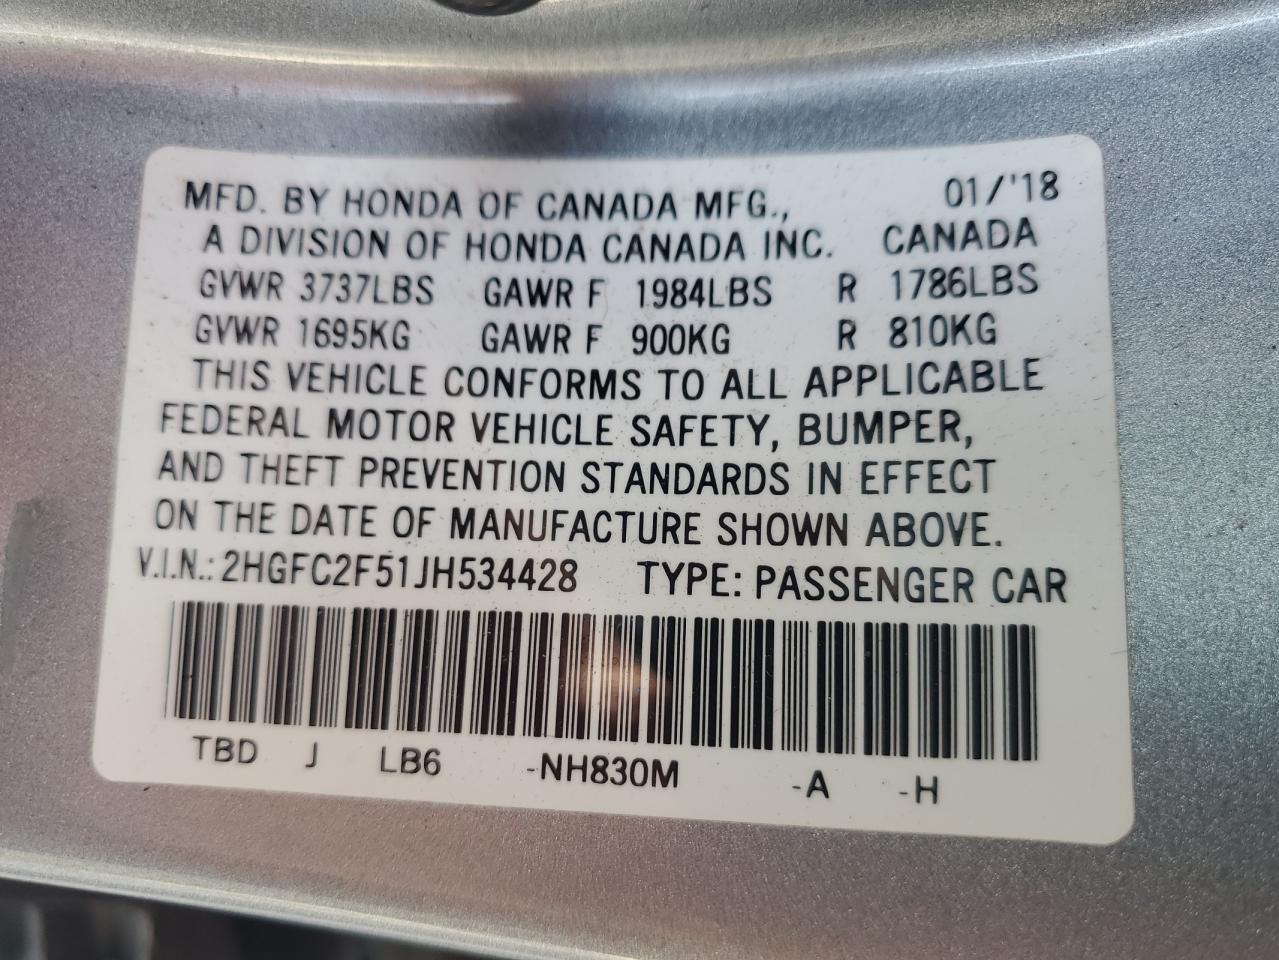 MFD. BY HONDA OF CANADA MFG., 01/'18
A DIVISION OF HONDA CANADA INC. CANADA
GVWR 3737LBS GAWR F 1984LBS R 1786LBS
GVWR 1695KG GAWR F 900KG R 810KG
THIS VEHICLE CONFORMS TO ALL APPLICABLE
FEDERAL MOTOR VEHICLE SAFETY, BUMPER,
AND THEFT PREVENTION STANDARDS IN EFFECT
ON THE DATE OF MANUFACTURE SHOWN ABOVE.
V.I.N.: 2HGFC2F51JH534428 TYPE: PASSENGER CAR
TBD J LB6 -NH830M -A -H